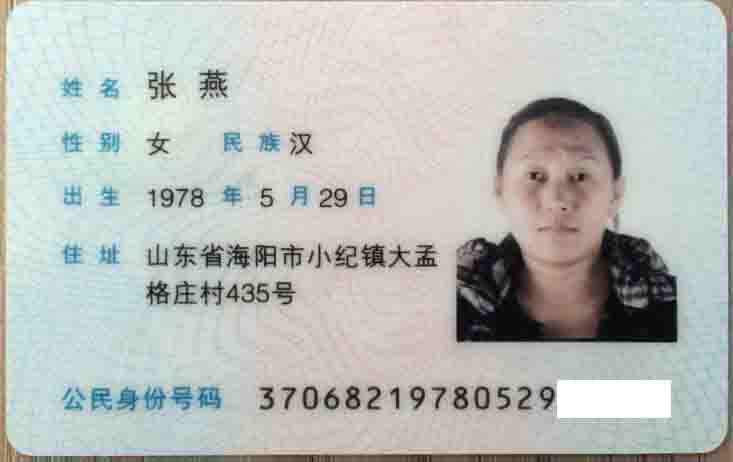 姓名 张燕
性别 女 民族 汉
出生 1978 年 5 月 29 日
住址 山东省海阳市小纪镇大孟
格庄村435号
公民身份号码 37068219780529